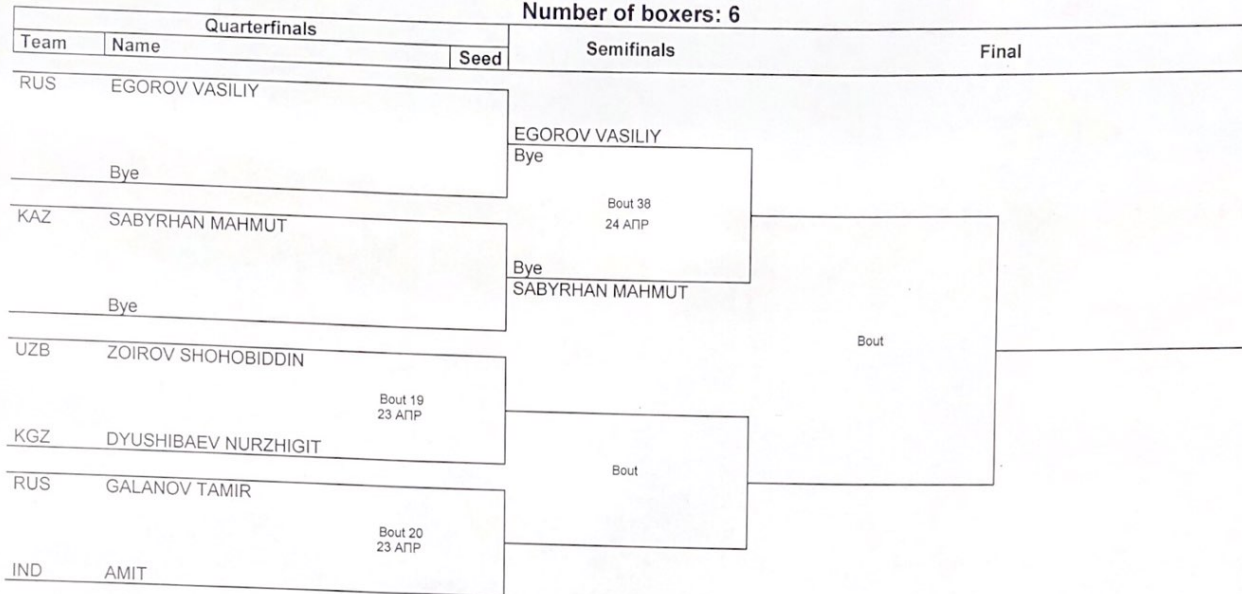 Number of boxers: 6
Quarterfinals
Semifinals
Final
Team Name Seed
RUS EGOROV VASILIY
Bye
KAZ SABYRHAN MAHMUT
Bye
UZB ZOIROV SHOHOBIDDIN
Bout 19
23 АПР
KGZ DYUSHIBAEV NURZHIGIT
RUS GALANOV TAMIR
Bout 20
23 АПР
IND AMIT
EGOROV VASILIY
Bye
Bout 38
24 АПР
Bye
SABYRHAN MAHMUT
Bout
Bout